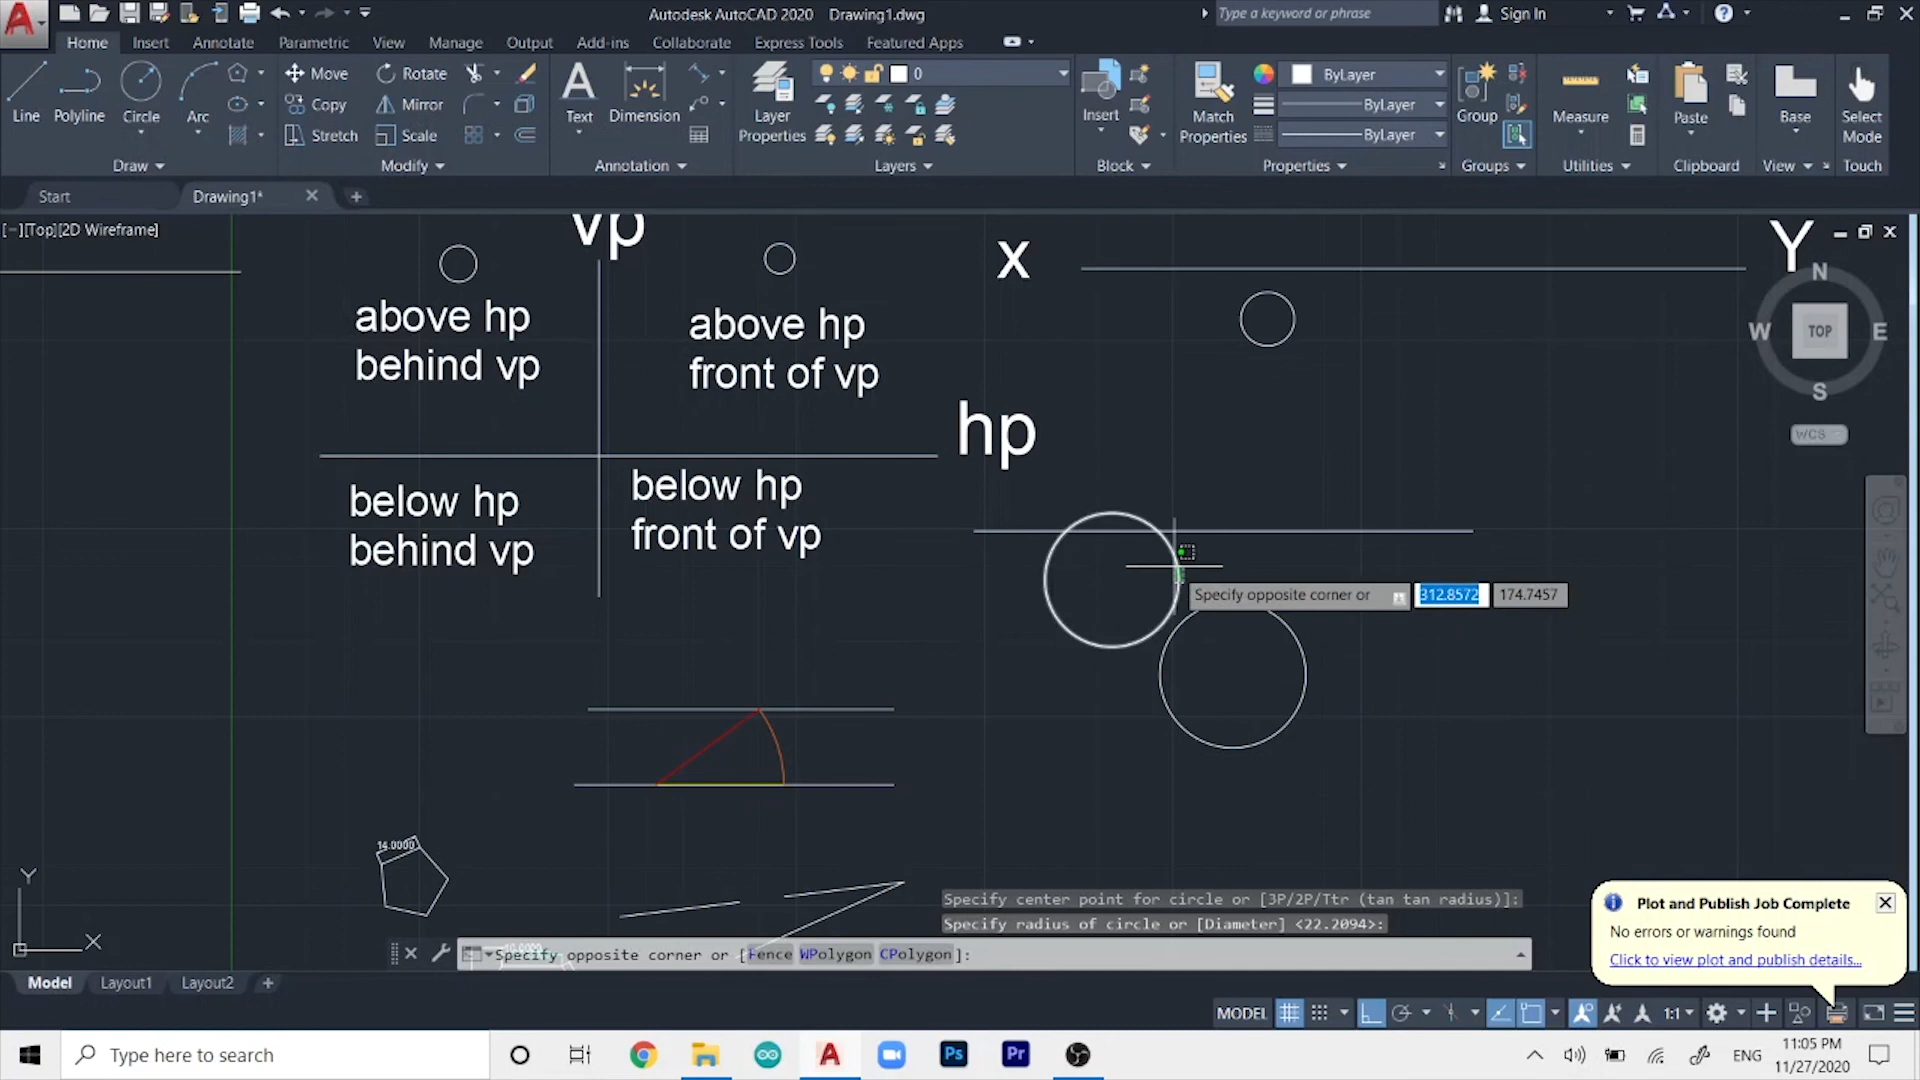 Autodesk AutoCAD 2020 Drawing1.dwg
Type a keyword or phrase
Sign In
Home Insert Annotate Parametric View Manage Output Add-ins Collaborate Express Tools Featured Apps
Line Polyline Circle Arc
Move Rotate
Copy Mirror
Stretch Scale
Text Dimension
Layer Properties
0
Insert
Match Properties
ByLayer
ByLayer
ByLayer
Group
Measure
Paste
Base
Select Mode
Draw Modify Annotation Layers Block Properties Groups Utilities Clipboard View Touch
Start Drawing1*
[−][Top][2D Wireframe]
vp
x
Y
N
W TOP E
S
WCS
above hp
behind vp
above hp
front of vp
hp
below hp
behind vp
below hp
front of vp
Specify opposite corner or 312.8572 174.7457
14.0000
Y
X
Specify center point for circle or [3P/2P/Ttr (tan tan radius)]:
Specify radius of circle or [Diameter] <22.2094>:
Specify opposite corner or [Fence WPolygon CPolygon]:
Plot and Publish Job Complete
No errors or warnings found
Click to view plot and publish details...
Model Layout1 Layout2
MODEL 1:1
Type here to search
Ps
Pr
ENG
11:05 PM
11/27/2020